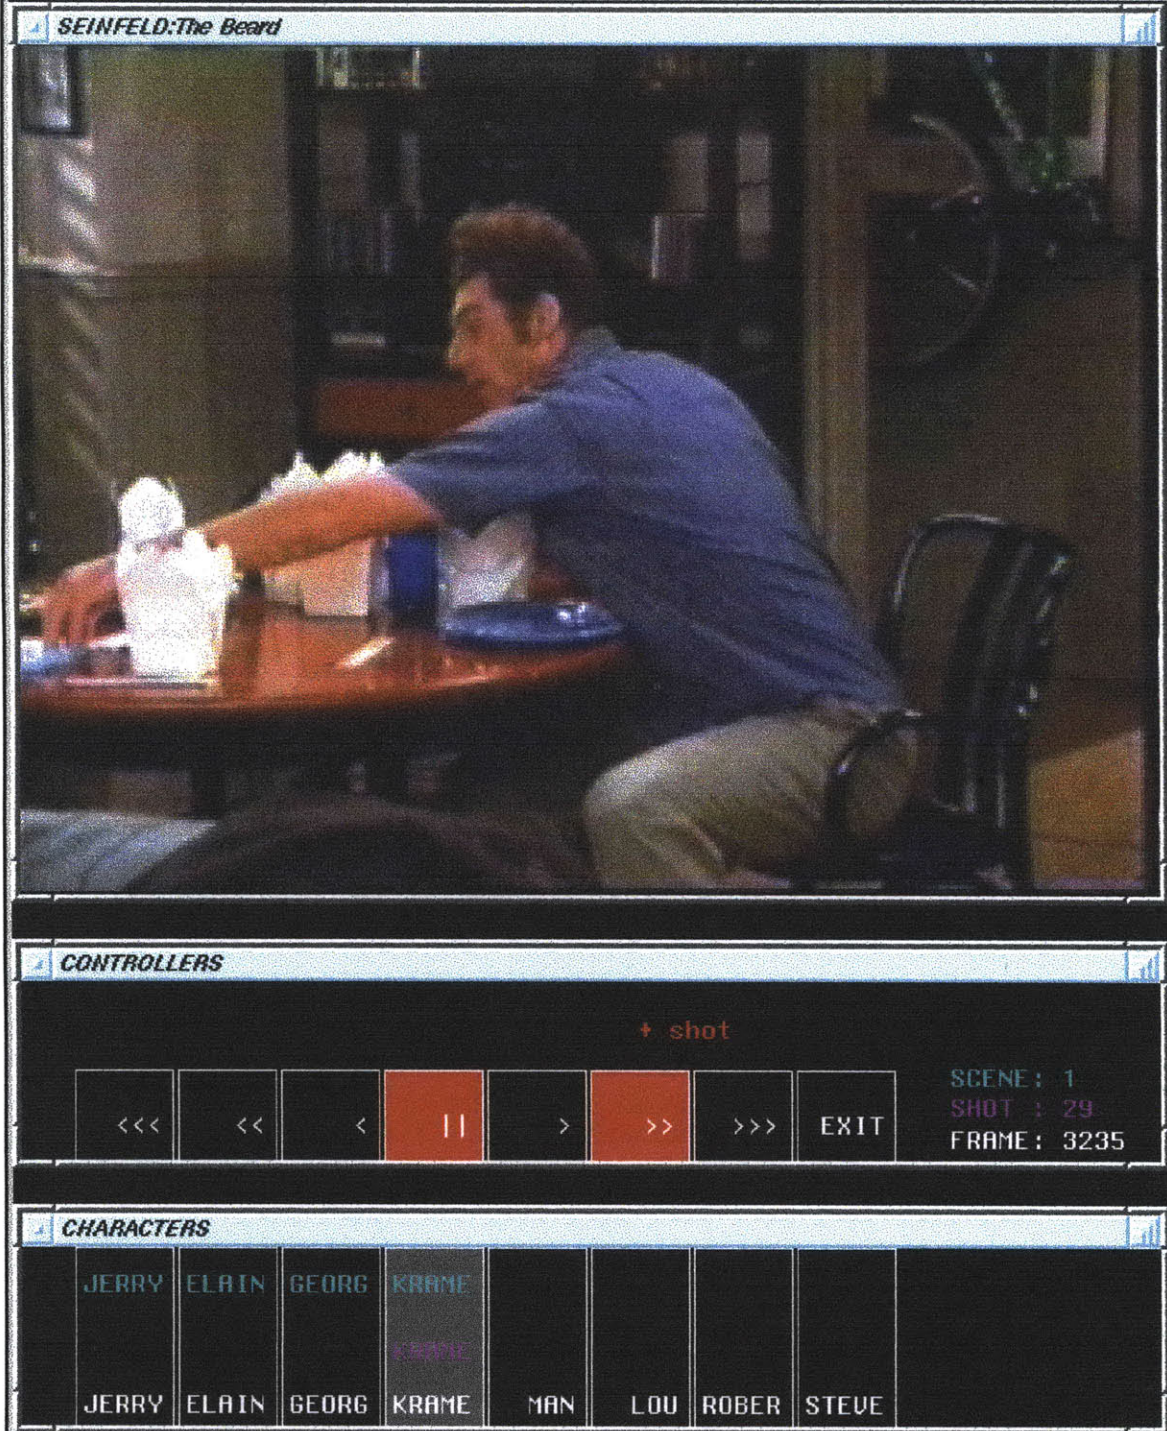 SEINFELD:The Beard
CONTROLLERS
+ shot
<<< << < || > >> >>> EXIT
SCENE: 1
SHOT : 29
FRAME: 3235
CHARACTERS
JERRY ELAIN GEORG KRAME
KRAME
JERRY ELAIN GEORG KRAME MAN LOU ROBER STEVE